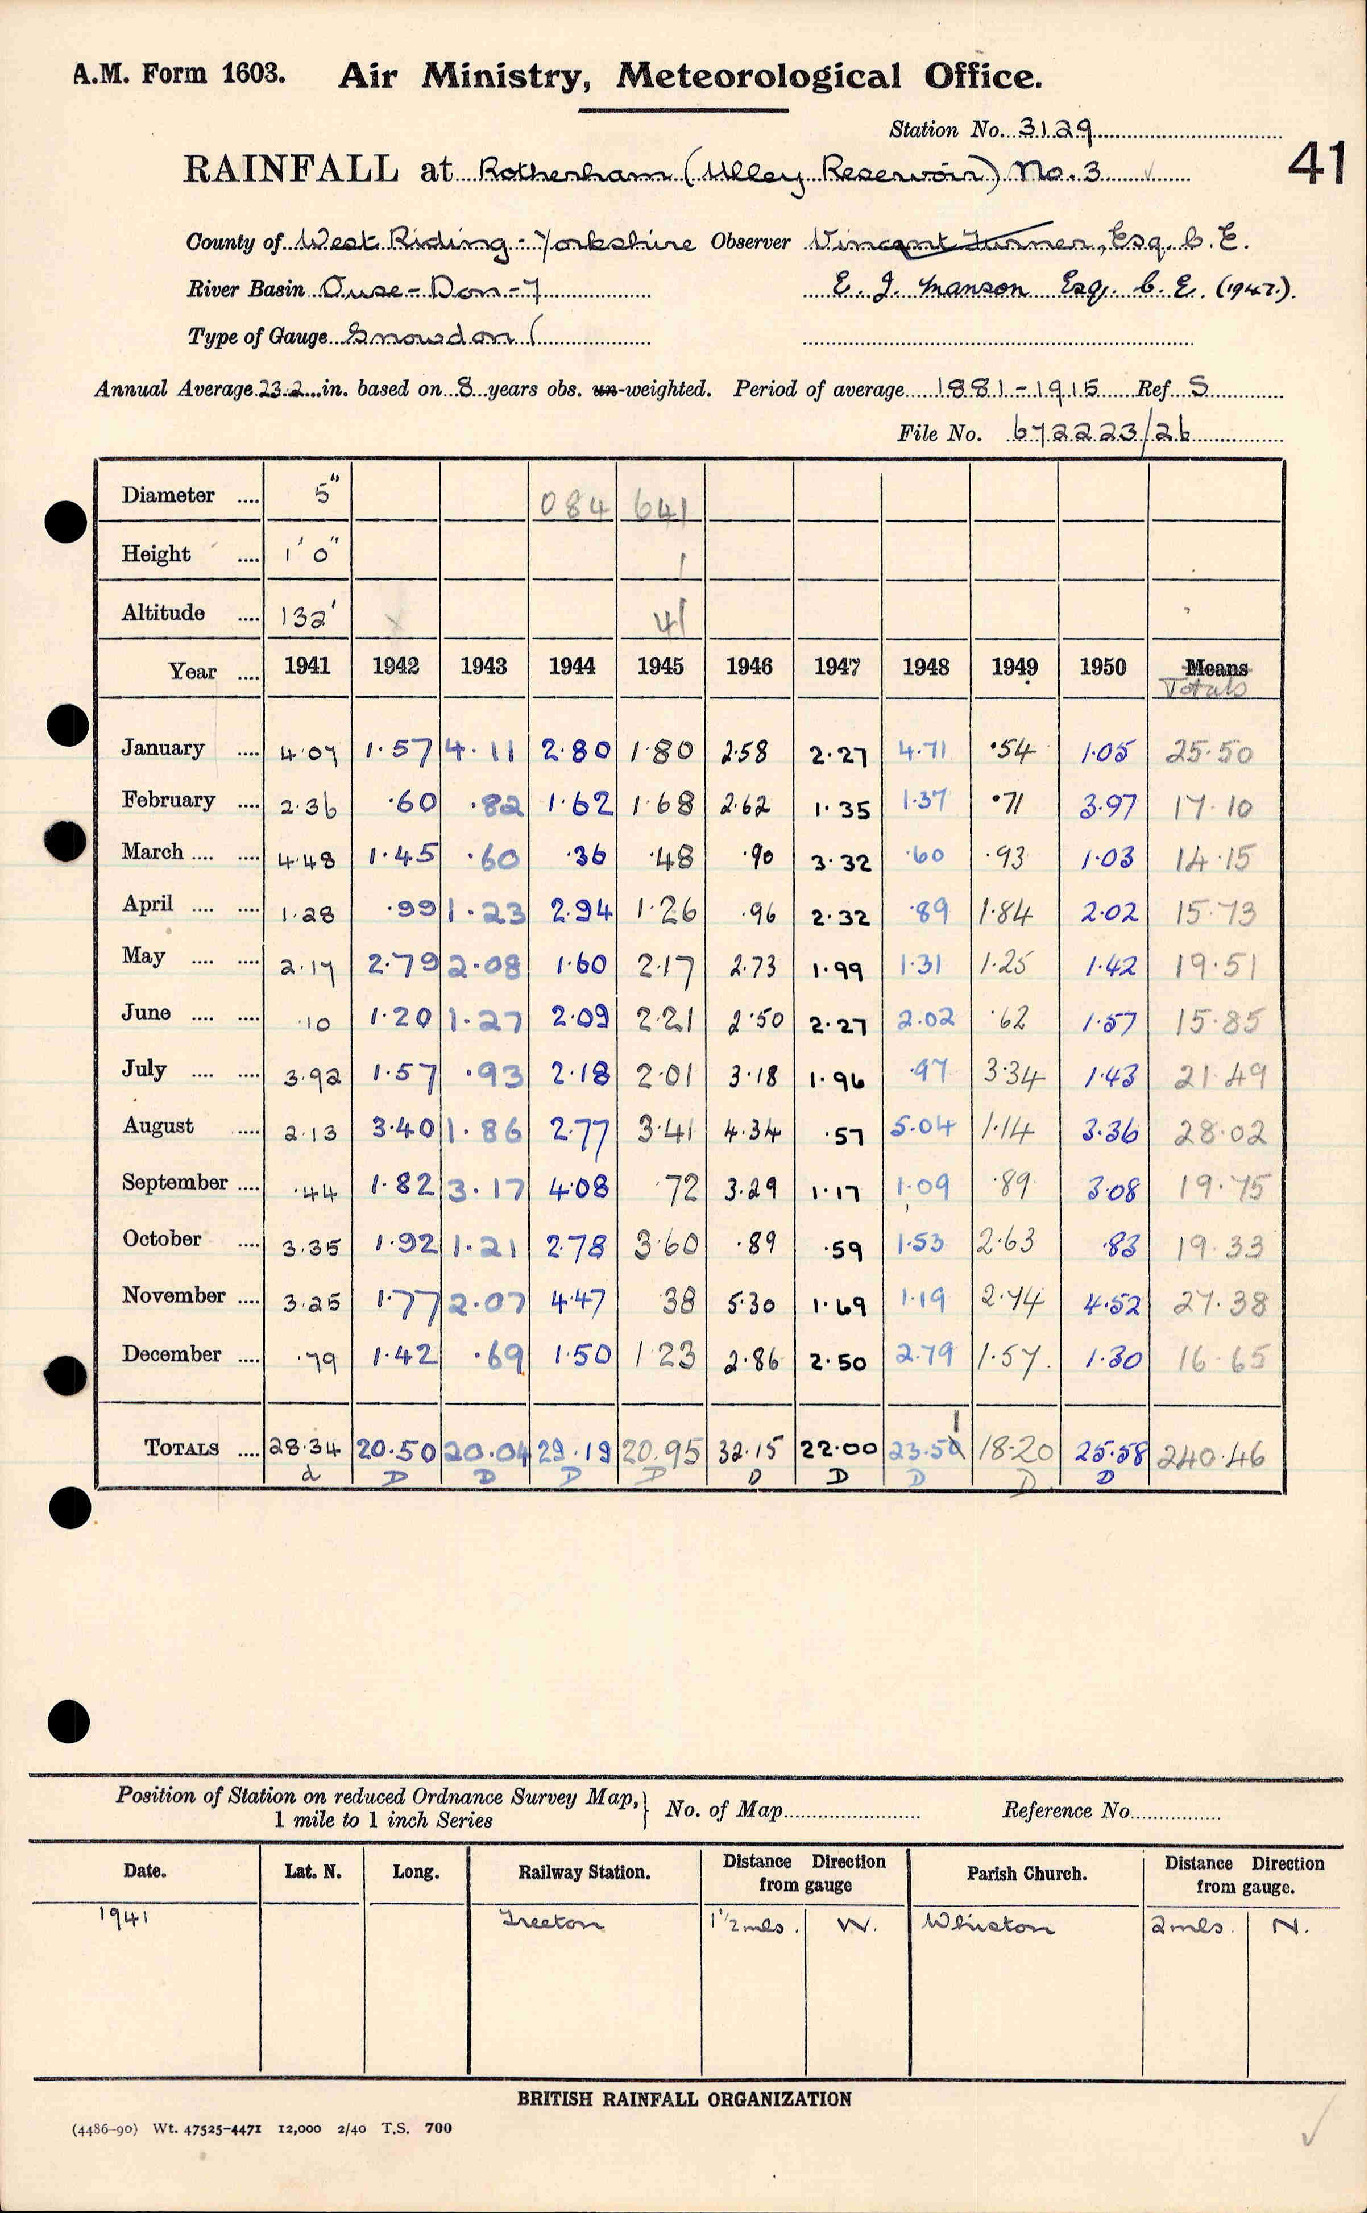 A.M. Form 1603. Air Ministry, Meteorological Office.
Station No. 3129
41
RAINFALL at Rotherham (Ulley Reservoir) No. 3
County of West Riding - Yorkshire Observer Vincent Turner, Esq. C.E.
River Basin Ouse-Don-7 E. J. Manson Esq. C.E. (1947).
Type of Gauge Snowdon (
Annual Average 23.2 in. based on 8 years obs. un-weighted. Period of average 1881-1915 Ref S
File No. 672223/26
Diameter .... 5" 084 641
Height .... 1' 0" 1
Altitude .... 132' x 41
Year .... 1941 1942 1943 1944 1945 1946 1947 1948 1949 1950 Means
Totals
January .... 4.07 1.57 4.11 2.80 1.80 2.58 2.27 4.71 .54 1.05 25.50
February .... 2.36 .60 .82 1.62 1.68 2.62 1.35 1.37 .71 3.97 17.10
March .... .... 4.48 1.45 .60 .36 .48 .90 3.32 .60 .93 1.03 14.15
April .... .... 1.28 .99 1.23 2.94 1.26 .96 2.32 .89 1.84 2.02 15.73
May .... .... 2.17 2.79 2.08 1.60 2.17 2.73 1.99 1.31 1.25 1.42 19.51
June .... .... .10 1.20 1.27 2.09 2.21 2.50 2.27 2.02 .62 1.57 15.85
July .... .... 3.92 1.57 .93 2.18 2.01 3.18 1.96 .97 3.34 1.43 21.49
August .... 2.13 3.40 1.86 2.77 3.41 4.34 .57 5.04 1.14 3.36 28.02
September .... .44 1.82 3.17 4.08 .72 3.29 1.17 1.09 .89 3.08 19.75
October .... 3.35 1.92 1.21 2.78 3.60 .89 .59 1.53 2.63 .83 19.33
November .... 3.25 1.77 2.07 4.47 .38 5.30 1.69 1.19 2.74 4.52 27.38
December .... .79 1.42 .69 1.50 1.23 2.86 2.50 2.79 1.57 1.30 16.65
TOTALS .... 28.34 20.50 20.04 29.19 20.95 32.15 22.00 23.51 18.20 25.58 240.46
d D D D D D D D D D
Position of Station on reduced Ordnance Survey Map, 1 mile to 1 inch Series } No. of Map Reference No.
Date. Lat. N. Long. Railway Station. Distance Direction from gauge Parish Church. Distance Direction from gauge.
1941 Treeton 1 1/2 mls. W. Whiston 2 mls. N.
BRITISH RAINFALL ORGANIZATION
(4486-90) Wt. 47525-4471 12,000 2/40 T.S. 700